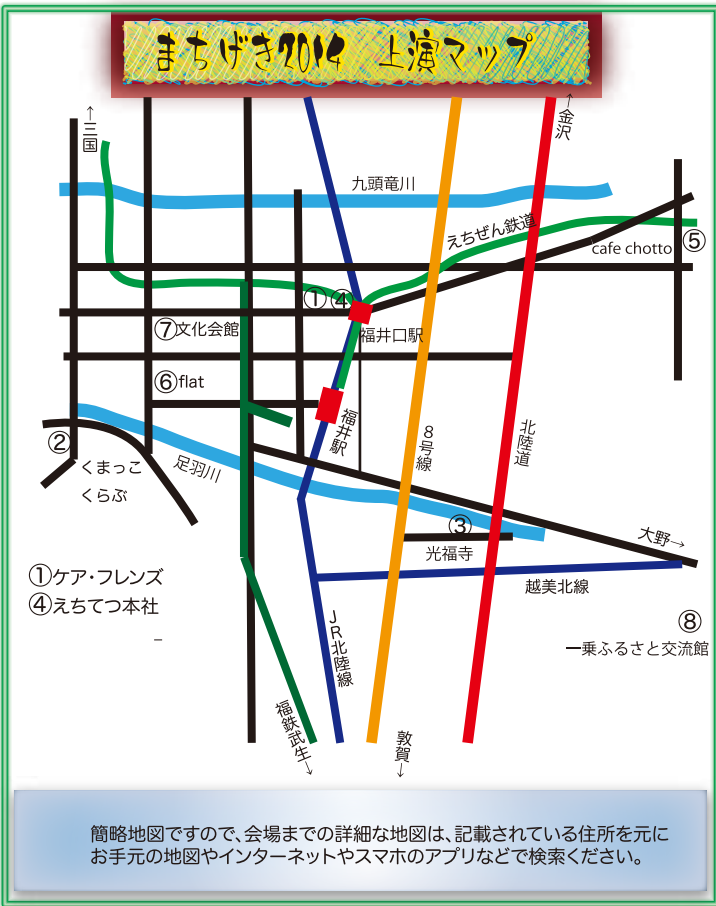 まちげき2014 上演マップ
↑三国
↑金沢
九頭竜川
えちぜん鉄道
cafe chotto
⑤
①④
⑦文化会館
福井口駅
⑥flat
福井駅
8号線
北陸道
②
くまっこ
くらぶ
足羽川
③
光福寺
大野→
①ケア・フレンズ
④えちてつ本社
越美北線
JR北陸線
⑧
一乗ふるさと交流館
福鉄武生→
敦賀→
簡略地図ですので、会場までの詳細な地図は、記載されている住所を元に
お手元の地図やインターネットやスマホのアプリなどで検索ください。